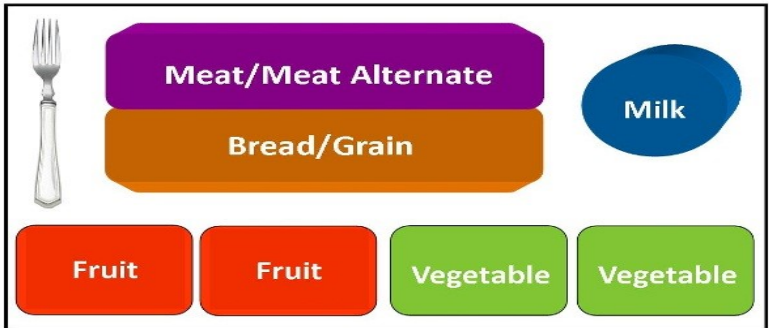 Meat/Meat Alternate
Milk
Bread/Grain
Fruit
Fruit
Vegetable
Vegetable